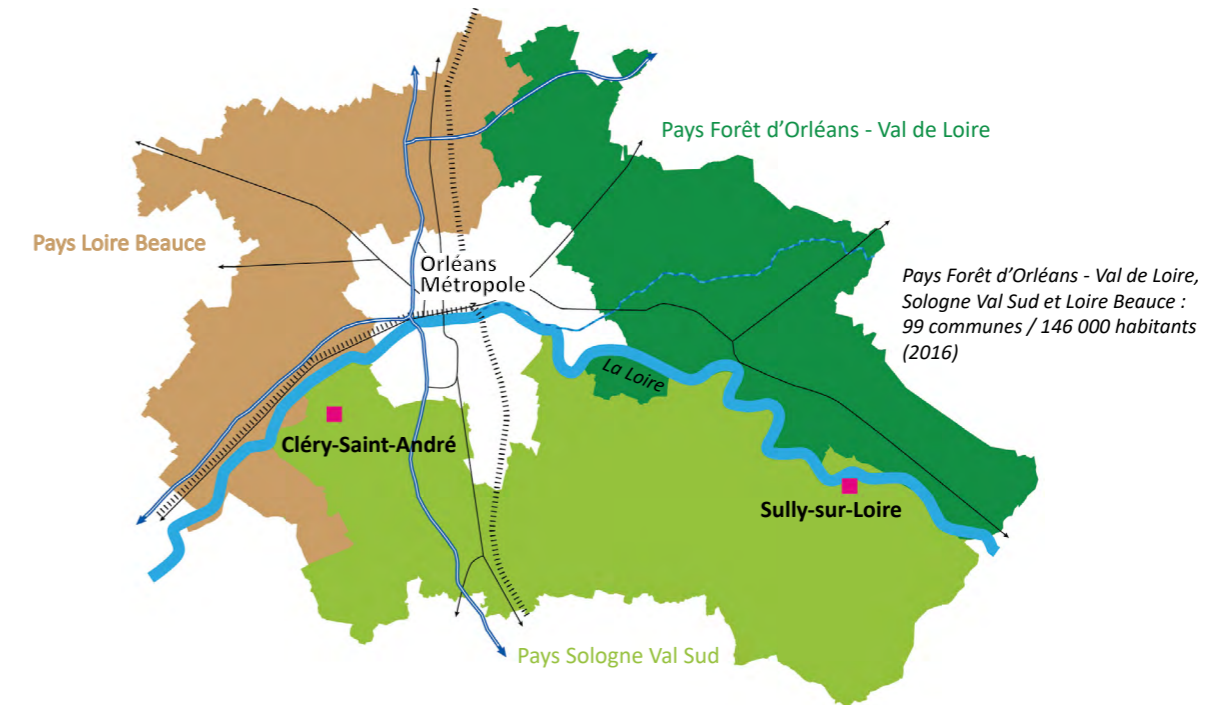 Pays Forêt d'Orléans - Val de Loire
Pays Loire Beauce
Orléans
Métropole
Pays Forêt d'Orléans - Val de Loire,
Sologne Val Sud et Loire Beauce :
99 communes / 146 000 habitants
(2016)
La Loire
Cléry-Saint-André
Sully-sur-Loire
Pays Sologne Val Sud